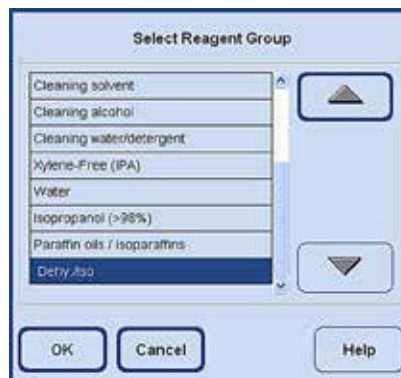 Select Reagent Group
Cleaning solvent
Cleaning alcohol
Cleaning water/detergent
Xylene-Free (IPA)
Water
Isopropanol (>98%)
Paraffin oils / isoparaffins
Dehy./Iso
OK
Cancel
Help